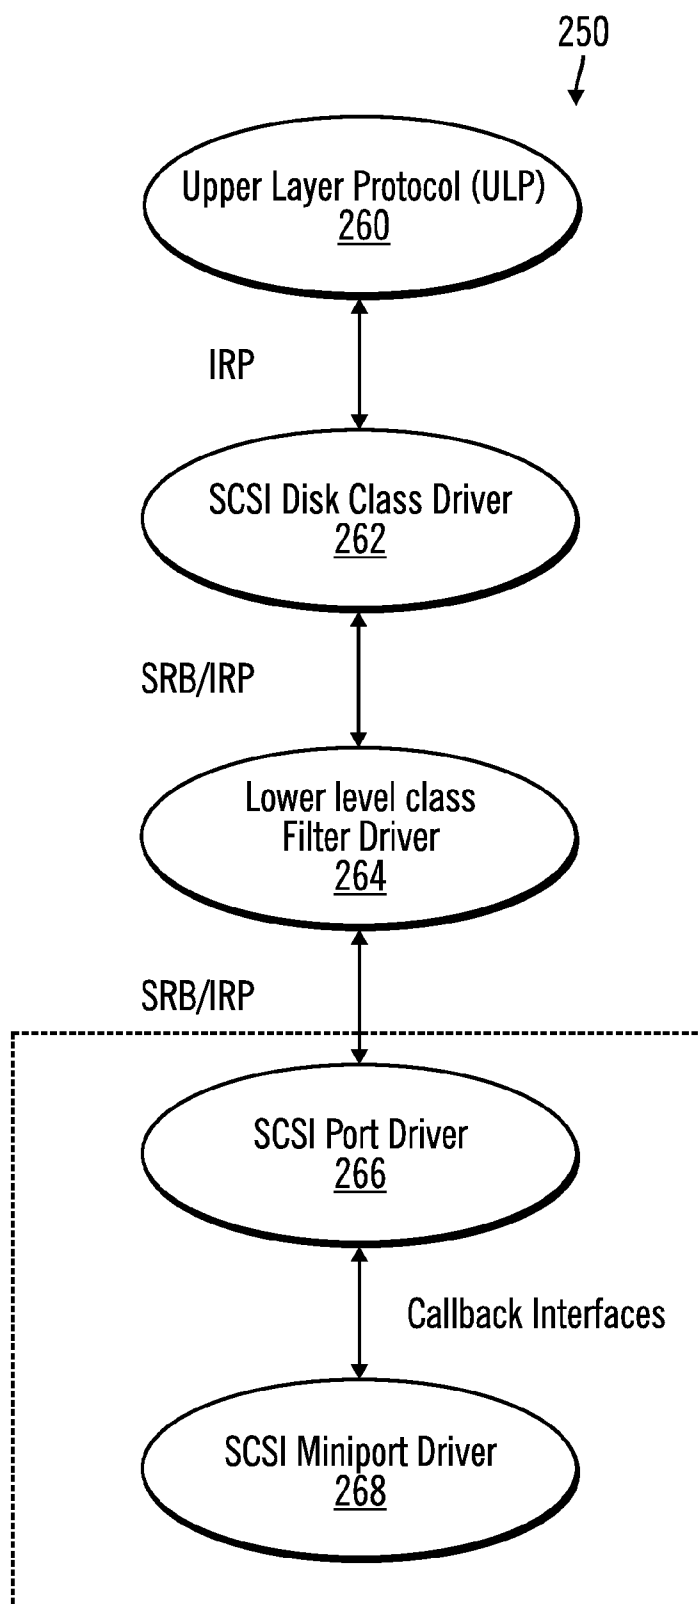 250
Upper Layer Protocol (ULP)
260
IRP
SCSI Disk Class Driver
262
SRB/IRP
Lower level class
Filter Driver
264
SRB/IRP
SCSI Port Driver
266
Callback Interfaces
SCSI Miniport Driver
268